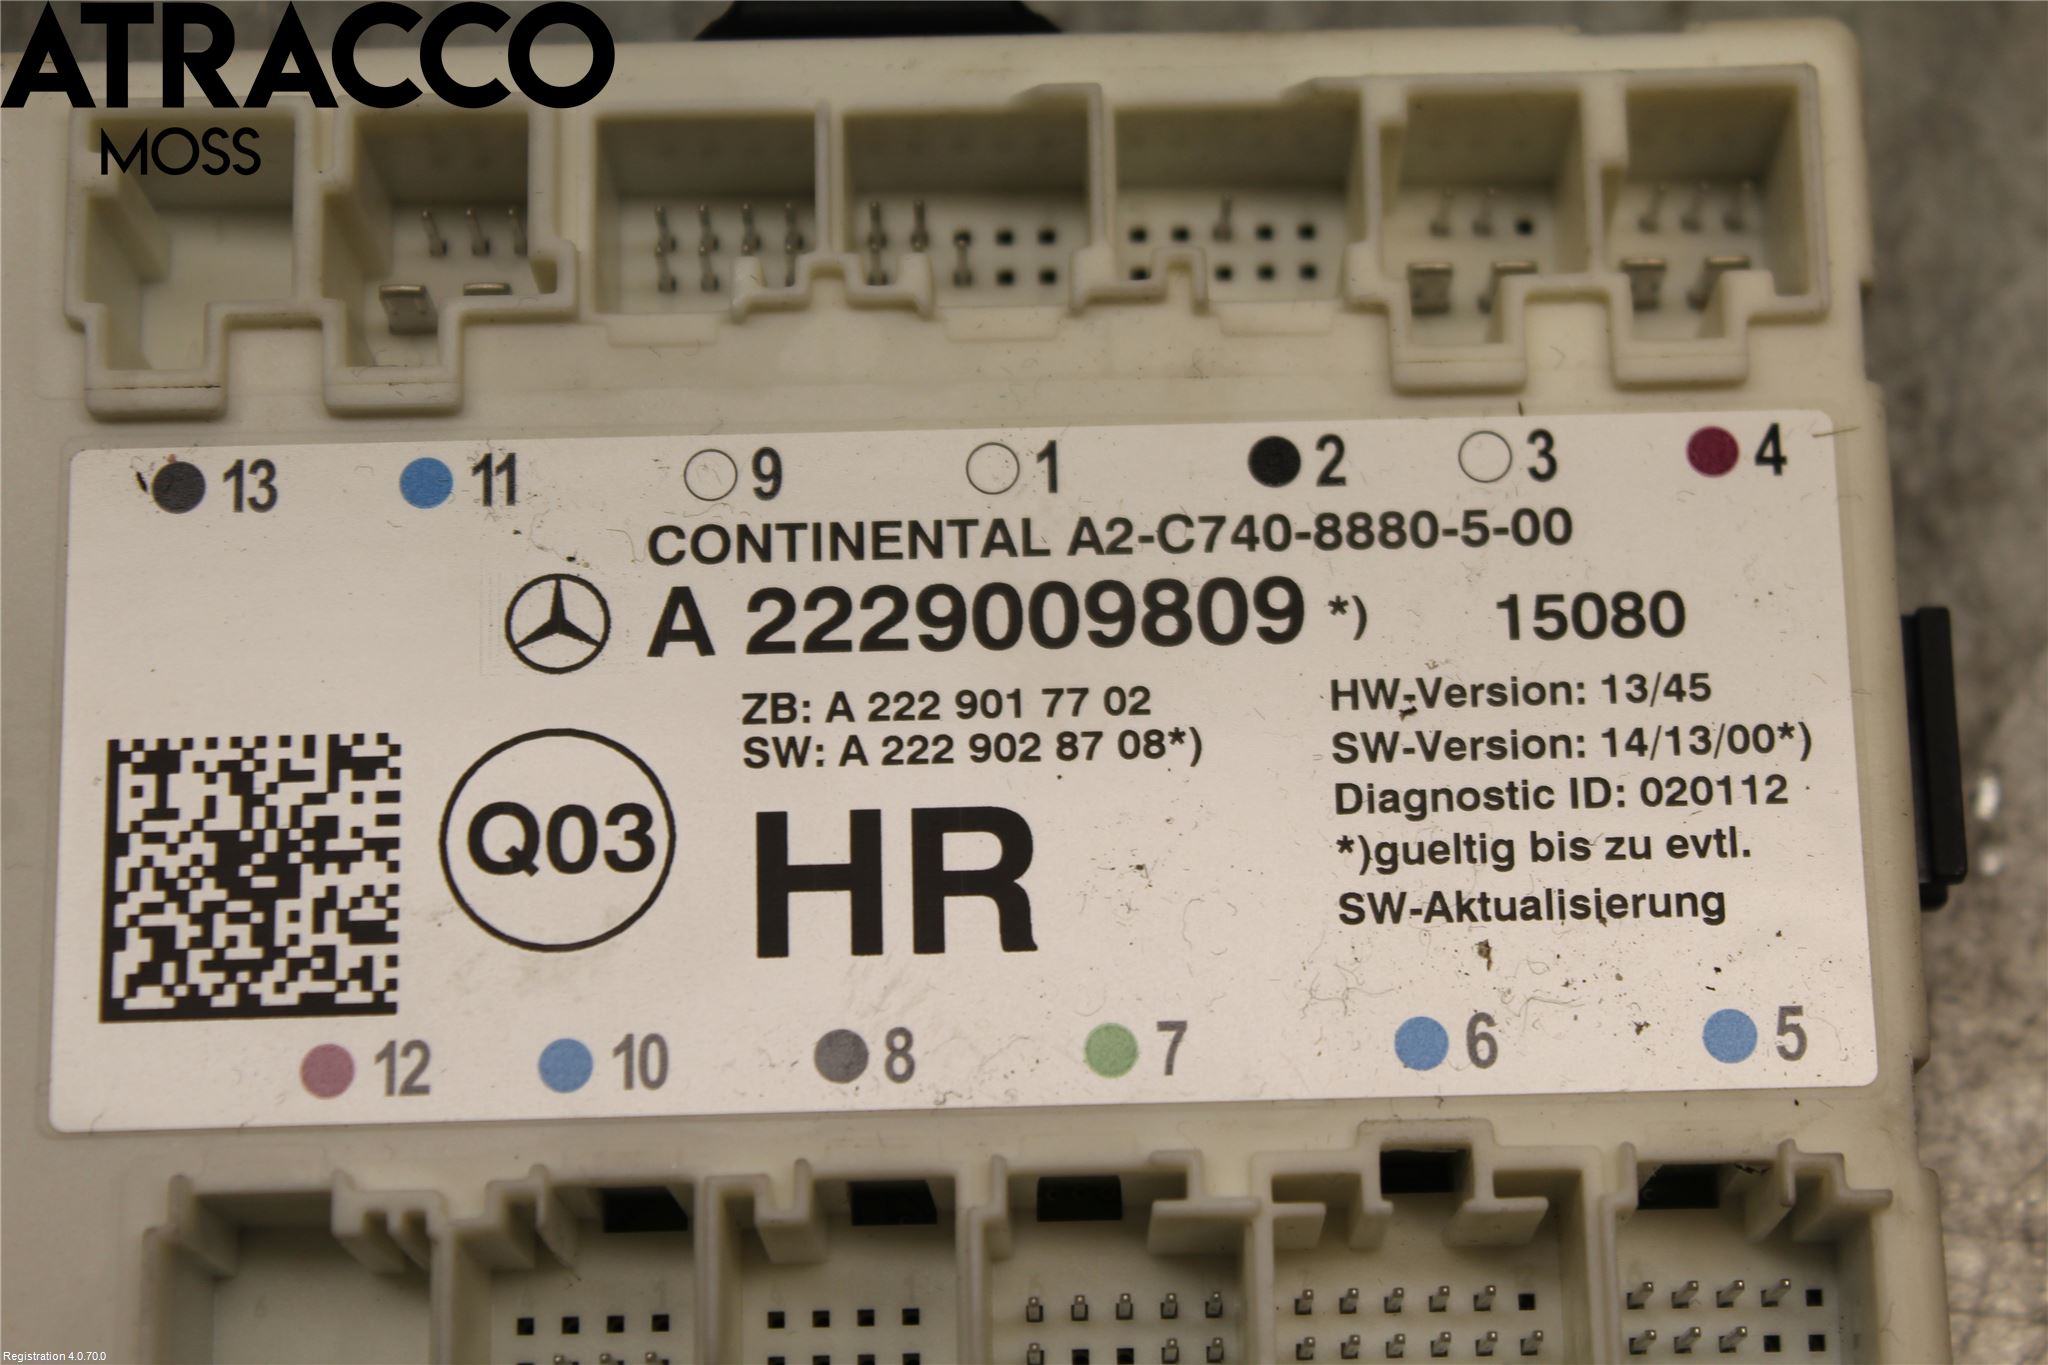 ATRACCO
MOSS
13 11 9 1 2 3 4
CONTINENTAL A2-C740-8880-5-00
A 2229009809 *) 15080
ZB: A 222 901 77 02 HW-Version: 13/45
SW: A 222 902 87 08*) SW-Version: 14/13/00*)
Diagnostic ID: 020112
Q03 HR *)gueltig bis zu evtl.
SW-Aktualisierung
12 10 8 7 6 5
Registration 4.0.70.0